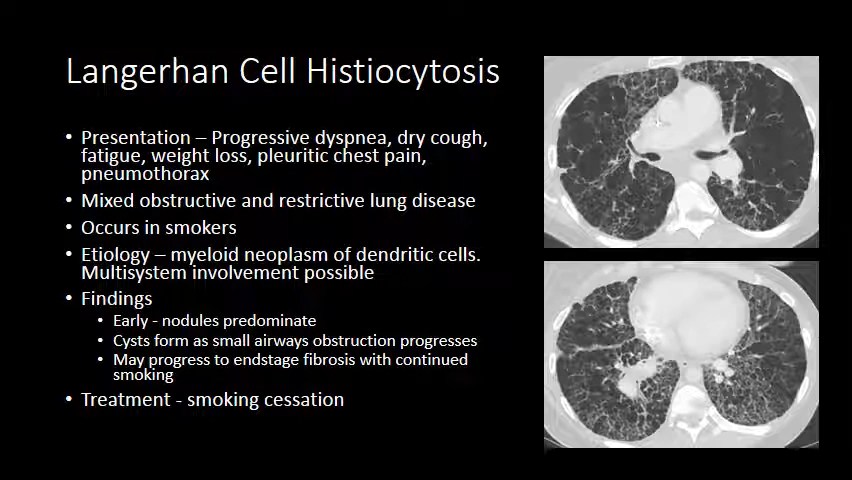 Langerhan Cell Histiocytosis
• Presentation – Progressive dyspnea, dry cough,
fatigue, weight loss, pleuritic chest pain,
pneumothorax
• Mixed obstructive and restrictive lung disease
• Occurs in smokers
• Etiology – myeloid neoplasm of dendritic cells.
Multisystem involvement possible
• Findings
• Early - nodules predominate
• Cysts form as small airways obstruction progresses
• May progress to endstage fibrosis with continued
smoking
• Treatment - smoking cessation